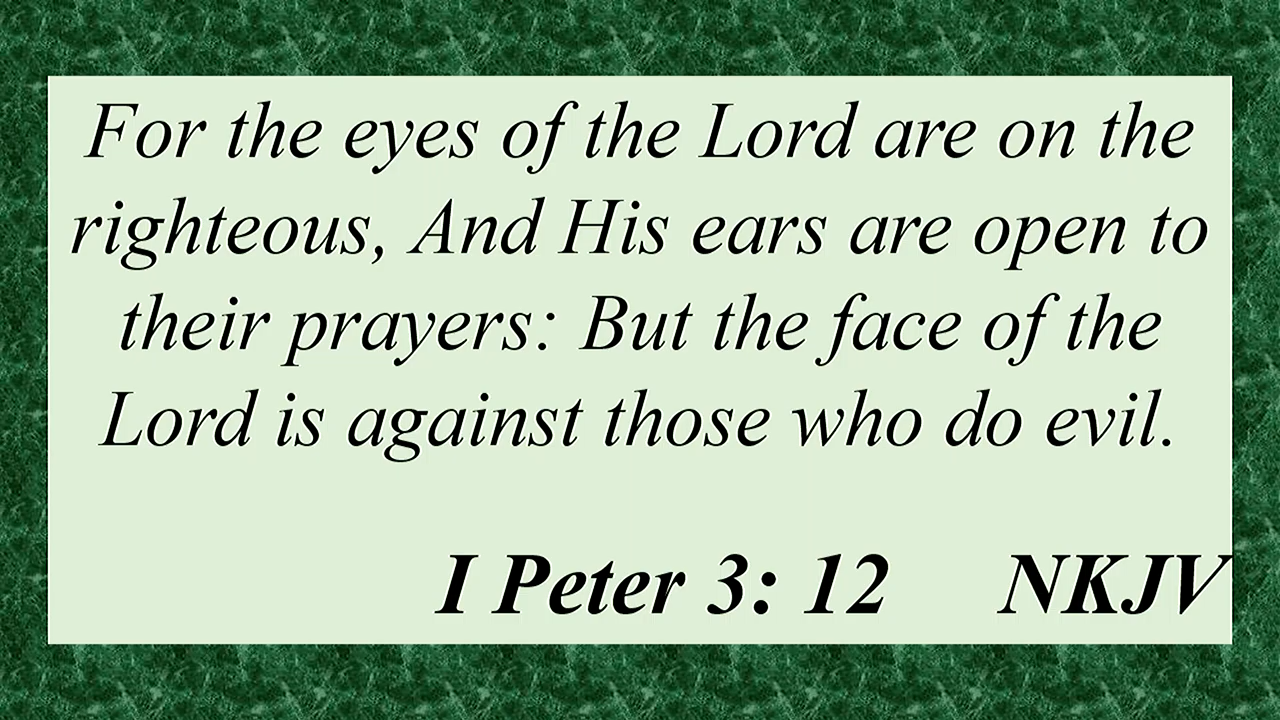 For the eyes of the Lord are on the
righteous, And His ears are open to
their prayers: But the face of the
Lord is against those who do evil.
I Peter 3: 12 NKJV